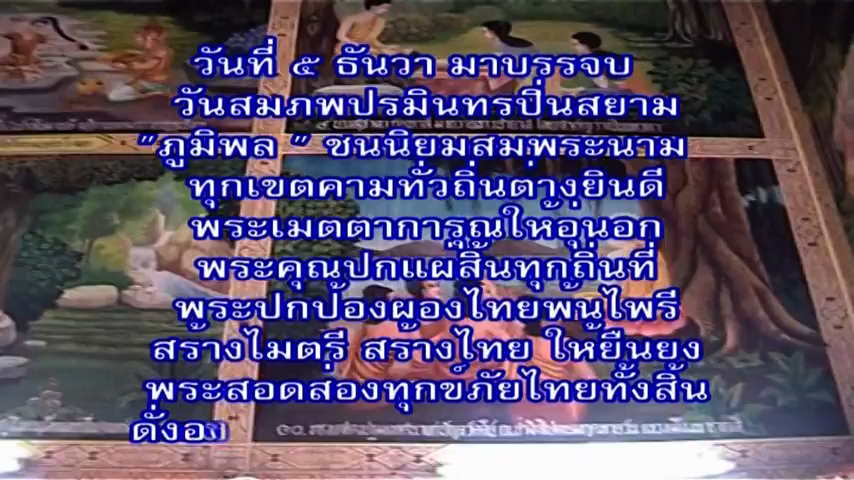 วันที่ ๕ ธันวา มาบรรจบ
วันสมภพปรมินทรปิ่นสยาม
"ภูมิพล " ชนนิยมสมพระนาม
ทุกเขตคามทั่วถิ่นต่างยินดี
พระเมตตาการุณให้อุ่นอก
พระคุณปกแผ่สิ้นทุกถิ่นที่
พระปกป้องผองไทยพ้นไพรี
สร้างไมตรี สร้างไทย ให้ยืนยง
พระสอดส่องทุกข์ภัยไทยทั้งสิ้น